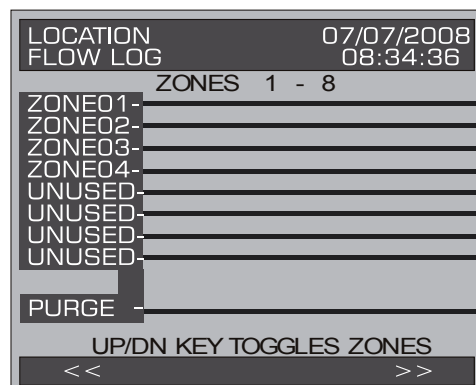 LOCATION 07/07/2008
FLOW LOG 08:34:36
ZONES 1 - 8
ZONE01-
ZONE02-
ZONE03-
ZONE04-
UNUSED-
UNUSED-
UNUSED-
UNUSED-
PURGE -
UP/DN KEY TOGGLES ZONES
<< >>